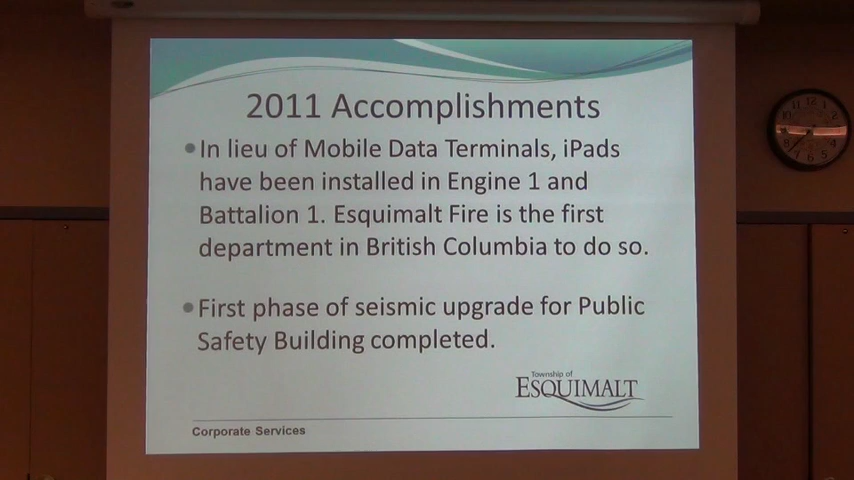 2011 Accomplishments
•In lieu of Mobile Data Terminals, iPads
have been installed in Engine 1 and
Battalion 1. Esquimalt Fire is the first
department in British Columbia to do so.
•First phase of seismic upgrade for Public
Safety Building completed.
Township of
ESQUIMALT
Corporate Services